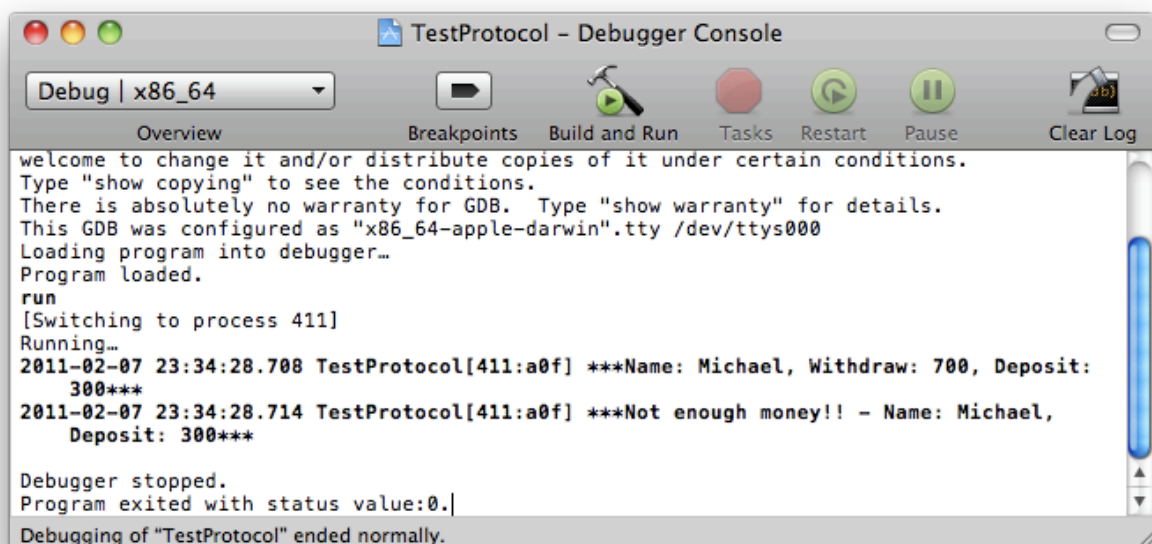 TestProtocol – Debugger Console
Debug | x86_64
Overview Breakpoints Build and Run Tasks Restart Pause Clear Log
welcome to change it and/or distribute copies of it under certain conditions.
Type "show copying" to see the conditions.
There is absolutely no warranty for GDB.  Type "show warranty" for details.
This GDB was configured as "x86_64-apple-darwin".tty /dev/ttys000
Loading program into debugger…
Program loaded.
run
[Switching to process 411]
Running…
2011-02-07 23:34:28.708 TestProtocol[411:a0f] ***Name: Michael, Withdraw: 700, Deposit:
300***
2011-02-07 23:34:28.714 TestProtocol[411:a0f] ***Not enough money!! - Name: Michael,
Deposit: 300***
Debugger stopped.
Program exited with status value:0.
Debugging of “TestProtocol” ended normally.